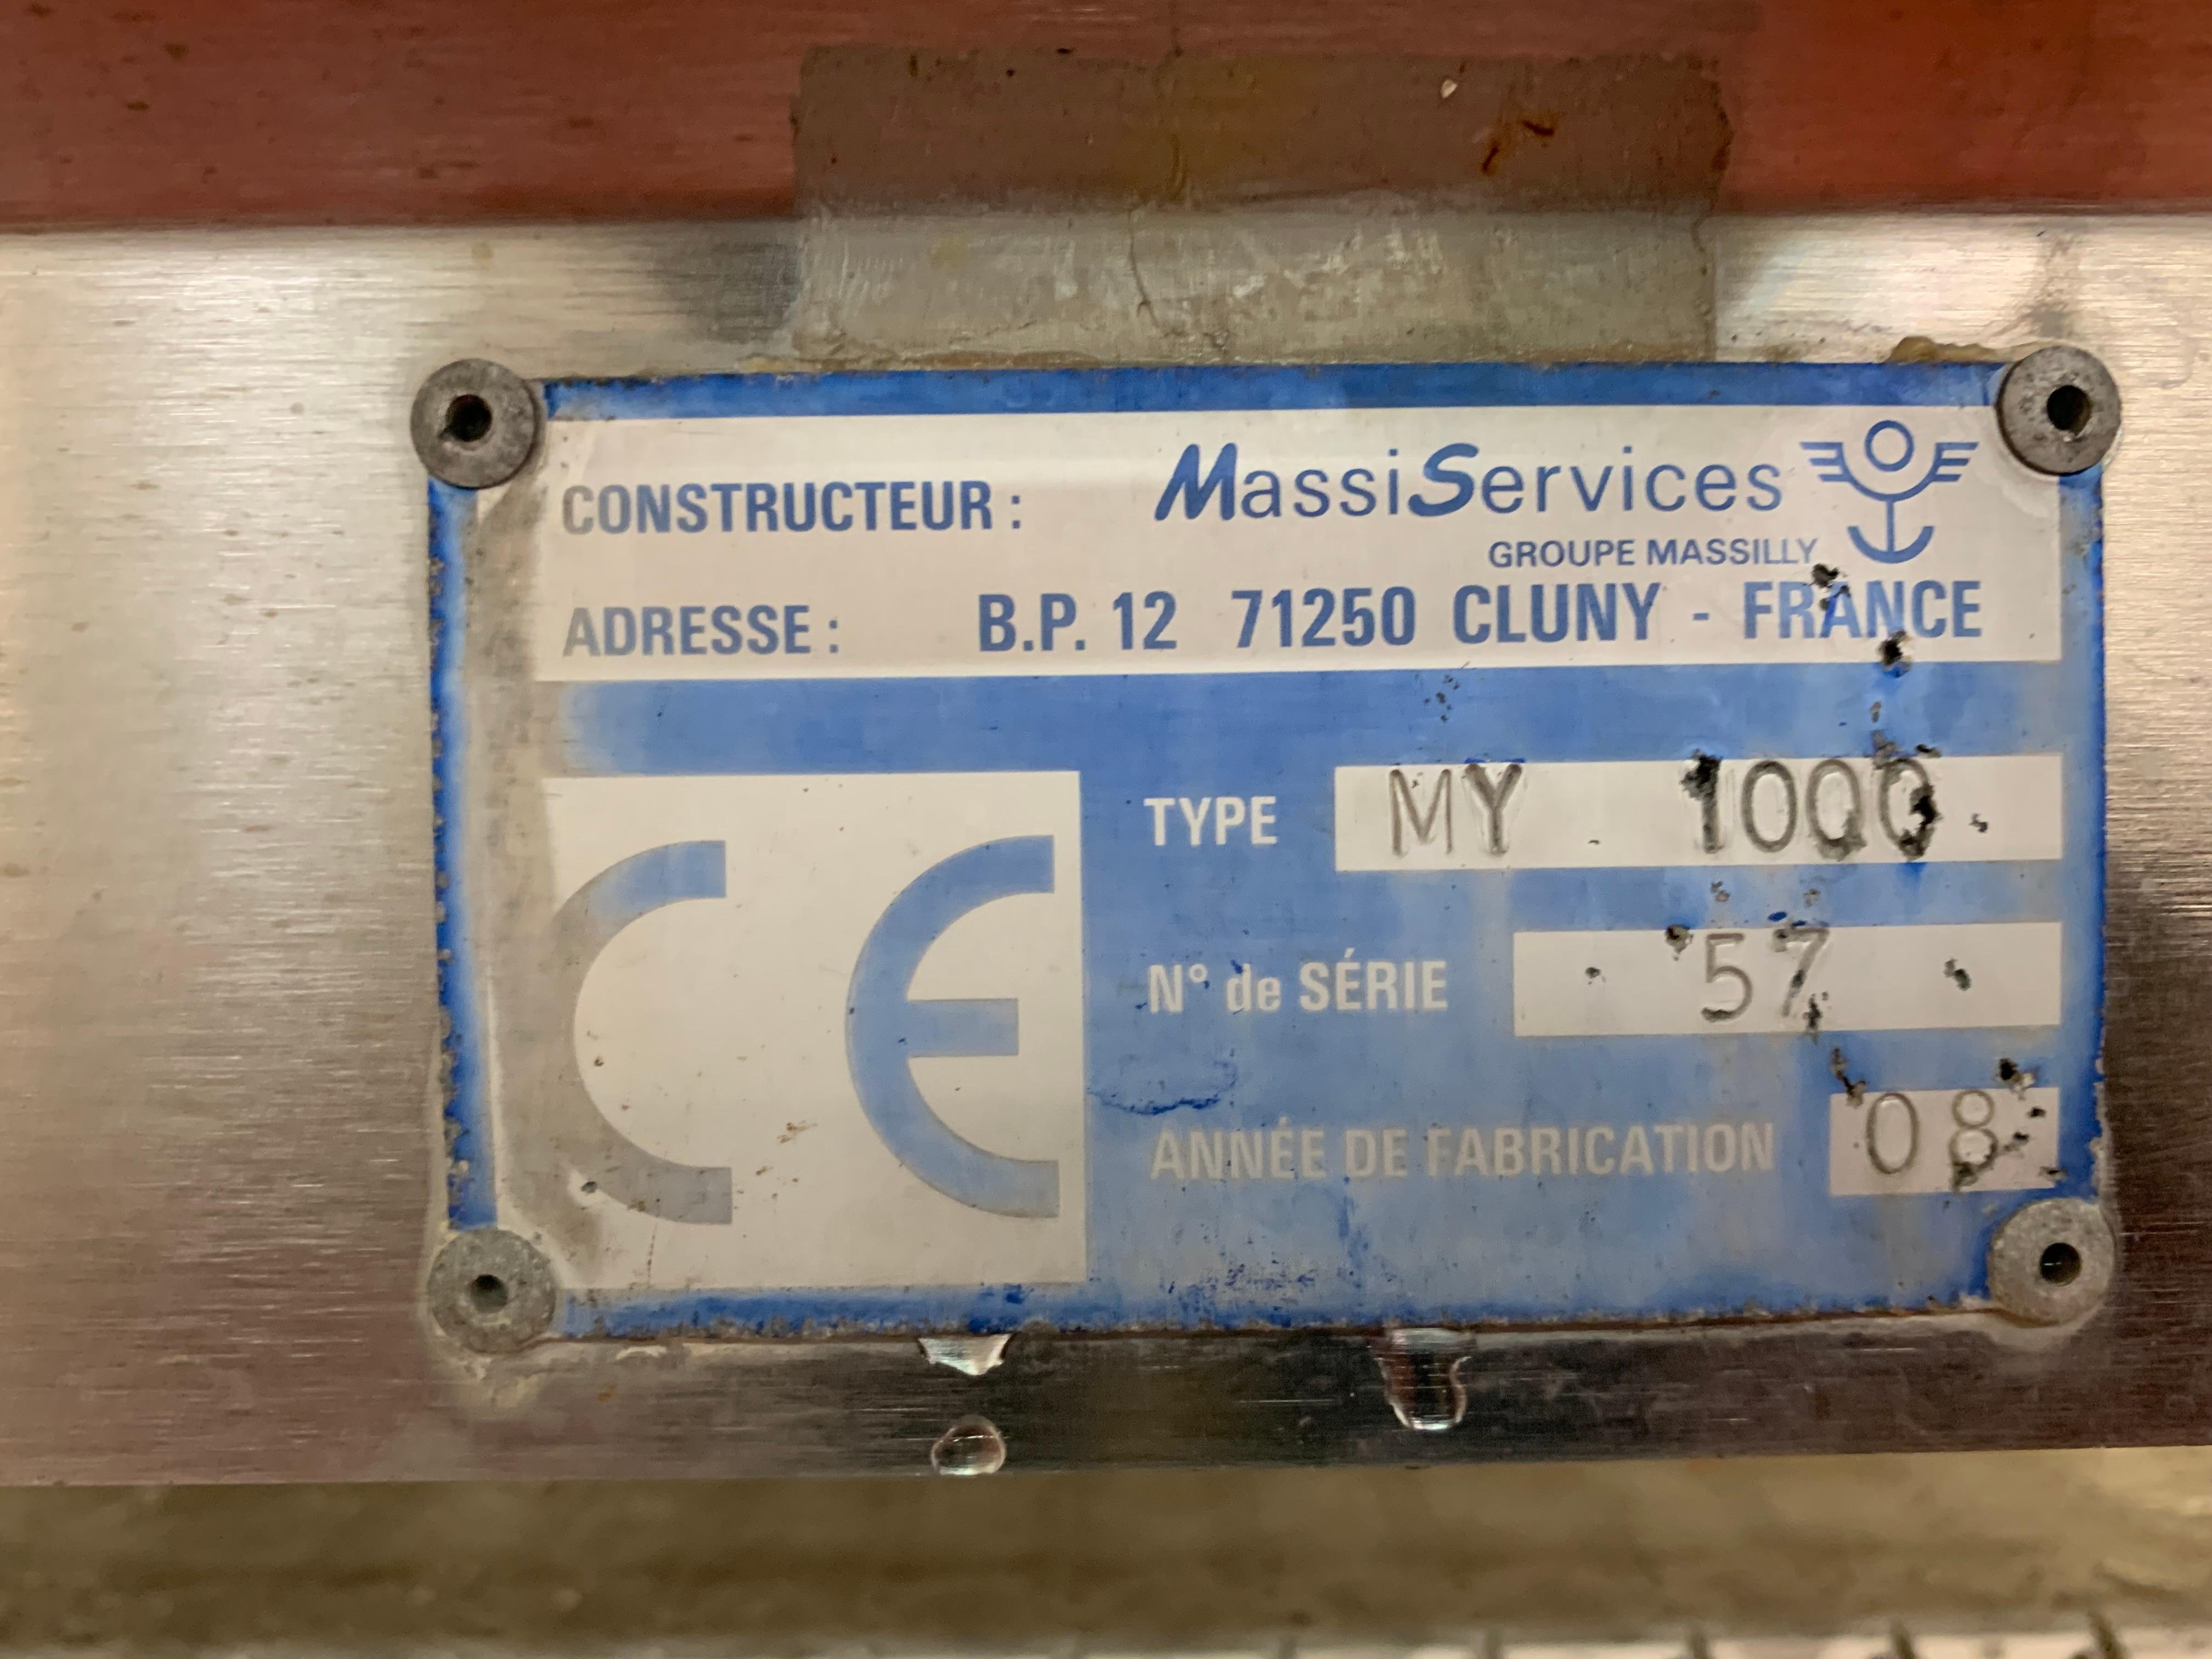 CONSTRUCTEUR : MassiServices
GROUPE MASSILLY
ADRESSE : B.P. 12 71250 CLUNY - FRANCE
CE
TYPE MY 1000
N° de SÉRIE 57
ANNÉE DE FABRICATION 08